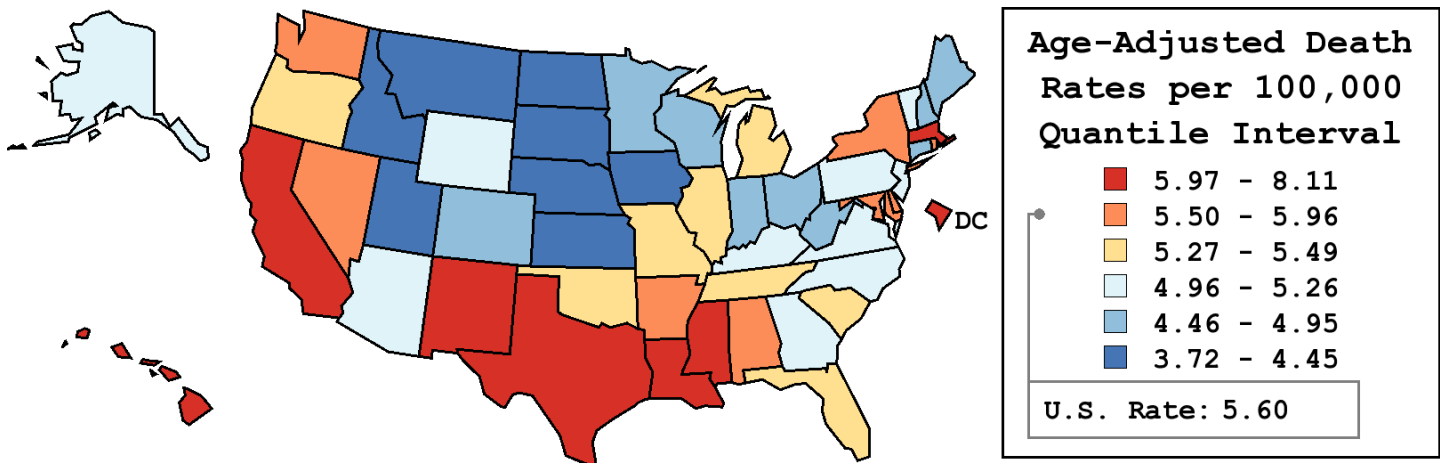 Age-Adjusted Death
Rates per 100,000
Quantile Interval
5.97 - 8.11
5.50 - 5.96
5.27 - 5.49
4.96 - 5.26
4.46 - 4.95
3.72 - 4.45
U.S. Rate: 5.60
DC